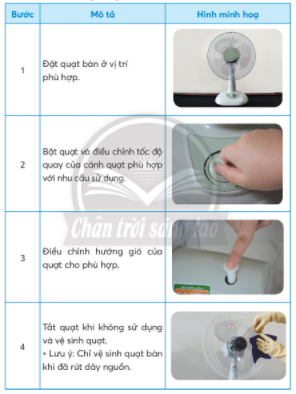 Bước
Mô tả
Hình minh hoạ
1
Đặt quạt bàn ở vị trí
phù hợp.
2
Bật quạt và điều chỉnh tốc độ
quay của cánh quạt phù hợp
với nhu cầu sử dụng.
Chân trời sáng tạo
3
Điều chỉnh hướng gió của
quạt cho phù hợp.
4
Tắt quạt khi không sử dụng
và vệ sinh quạt.
• Lưu ý: Chỉ vệ sinh quạt bàn
khi đã rút dây nguồn.